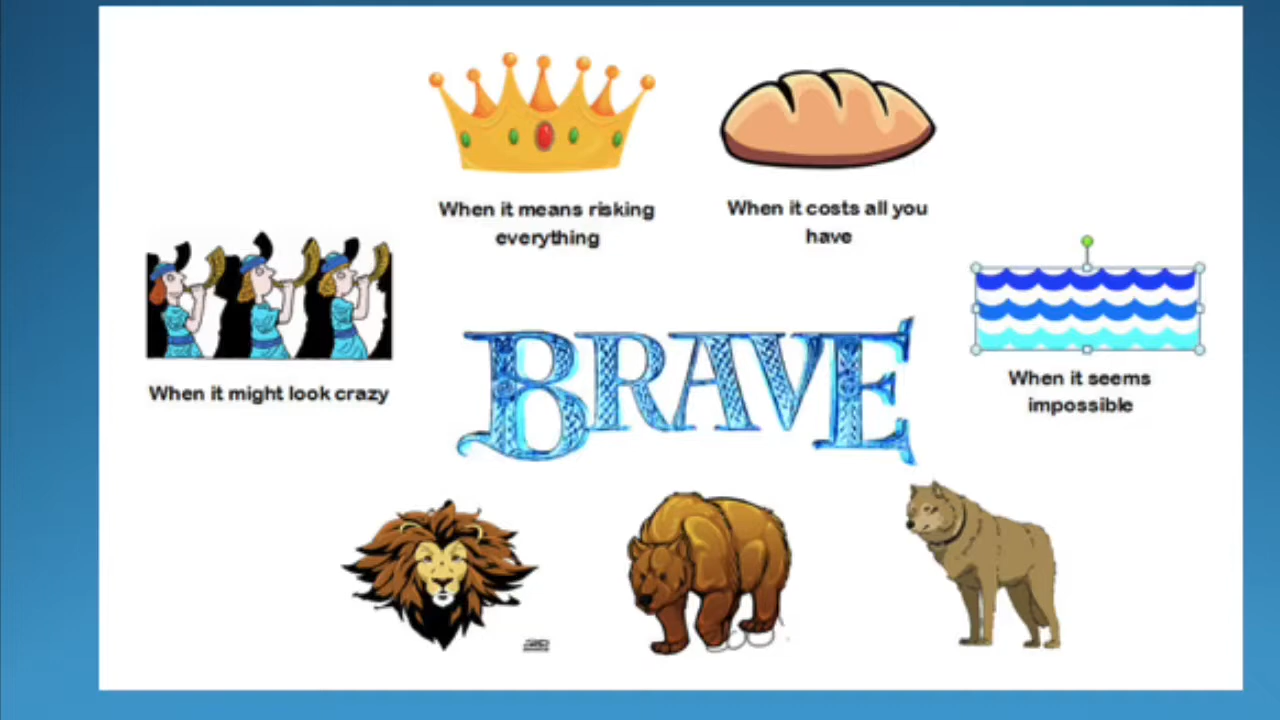 When it means risking
everything
When it costs all you
have
When it might look crazy
BRAVE
When it seems
impossible